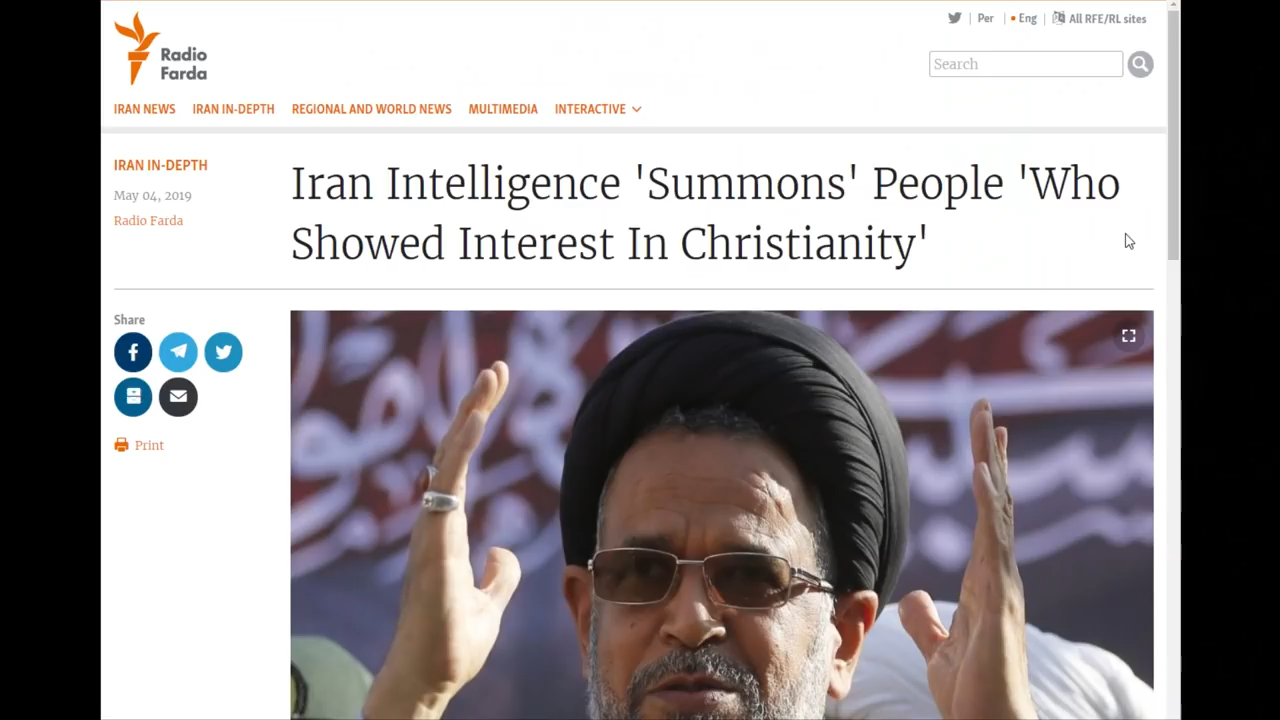 Per
Eng
All RFE/RL sites
Radio
Farda
Search
IRAN NEWS
IRAN IN-DEPTH
REGIONAL AND WORLD NEWS
MULTIMEDIA
INTERACTIVE
IRAN IN-DEPTH
May 04, 2019
Radio Farda
Iran Intelligence 'Summons' People 'Who
Showed Interest In Christianity'
Share
Print